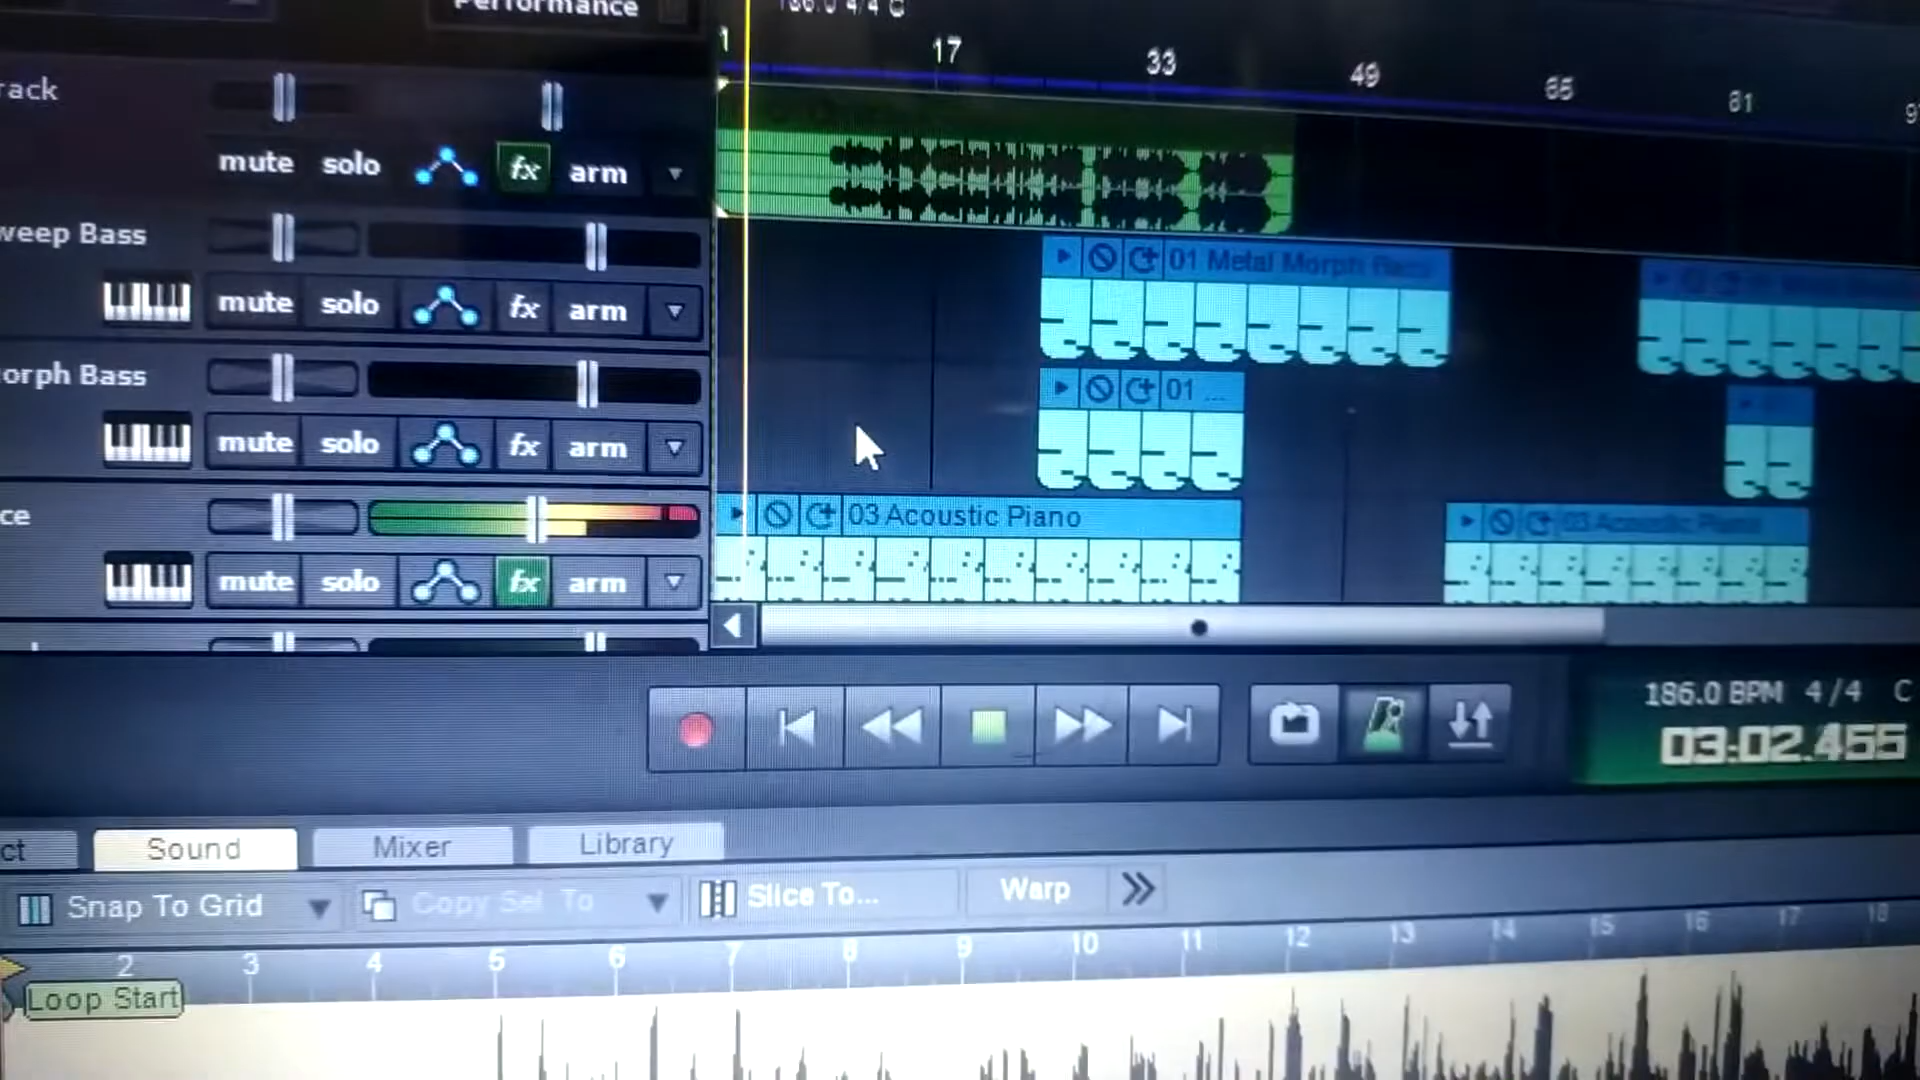 Performance
186.0 4/4 C
1 17 33 49 65 81
rack
mute solo fx arm
weep Bass
mute solo fx arm
01 Metal Morph Bass
orph Bass
mute solo fx arm
01 ...
ce
mute solo fx arm
03 Acoustic Piano
03 Acoustic Piano
186.0 BPM 4/4 C
03:02.455
ct Sound Mixer Library
Snap To Grid Copy Sel To Slice To... Warp
2 3 4 5 6 7 8 9 10 11 12 13 14 15 16 17 18
Loop Start